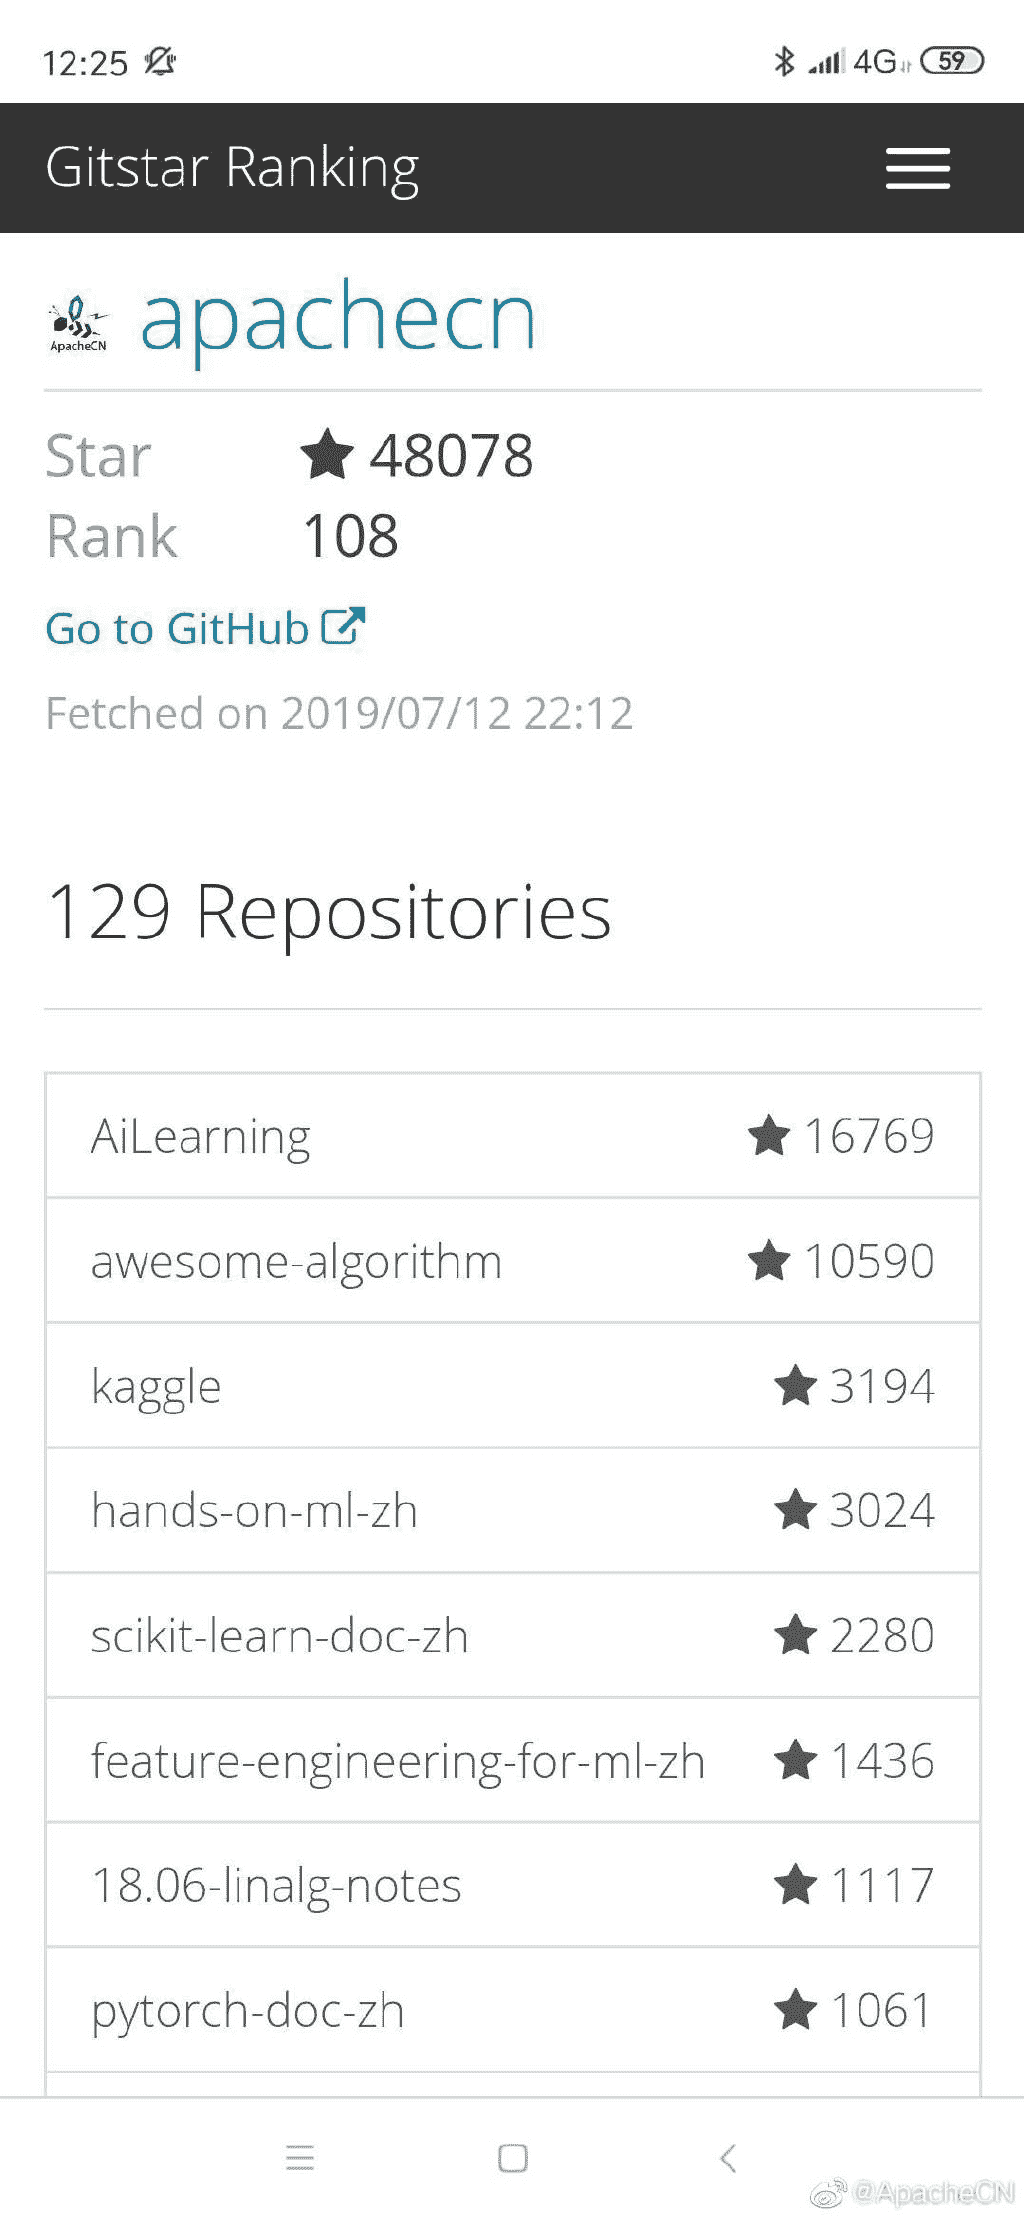 12:25 4G 59
Gitstar Ranking
ApacheCN apachecn
Star ★ 48078
Rank 108
Go to GitHub
Fetched on 2019/07/12 22:12
129 Repositories
AiLearning ★ 16769
awesome-algorithm ★ 10590
kaggle ★ 3194
hands-on-ml-zh ★ 3024
scikit-learn-doc-zh ★ 2280
feature-engineering-for-ml-zh ★ 1436
18.06-linalg-notes ★ 1117
pytorch-doc-zh ★ 1061
@ApacheCN